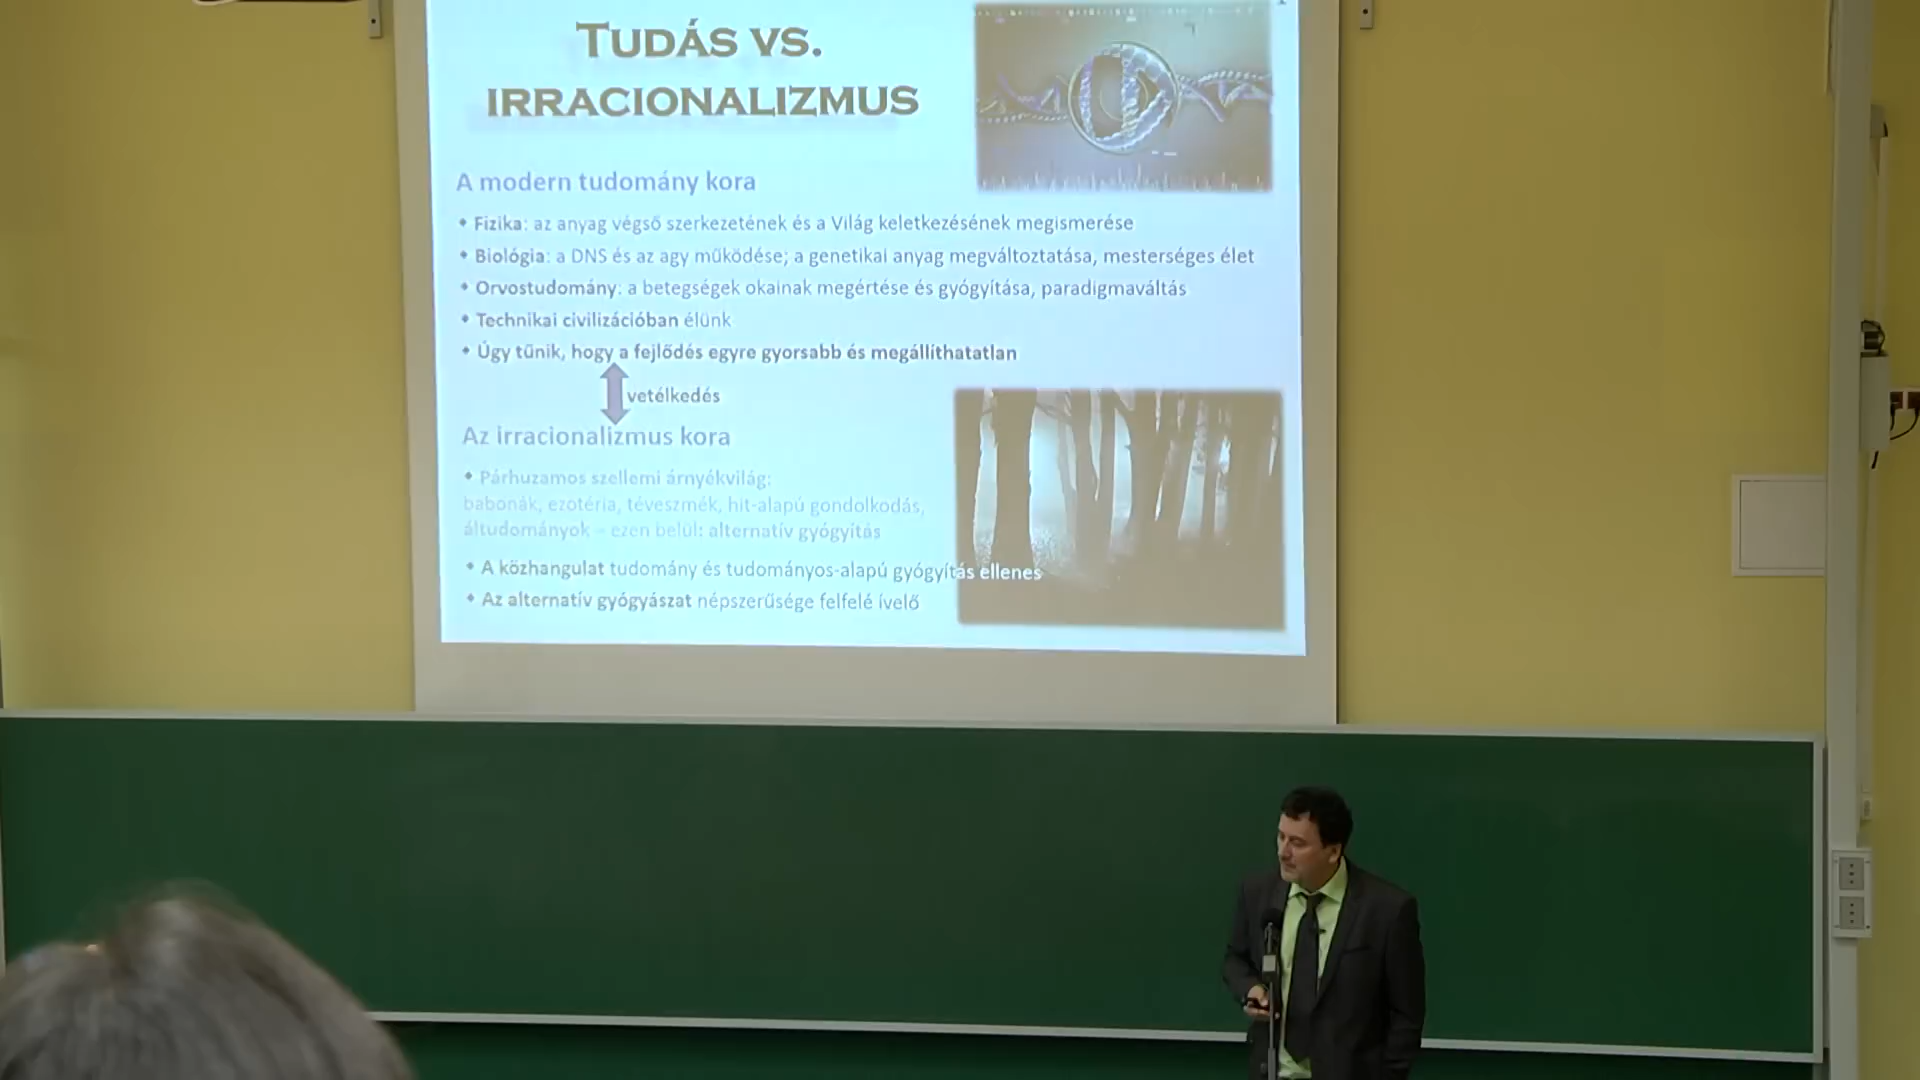 TUDÁS VS.
IRRACIONALIZMUS
A modern tudomány kora
• Fizika: az anyag végső szerkezetének és a Világ keletkezésének megismerése
• Biológia: a DNS és az agy működése; a genetikai anyag megváltoztatása, mesterséges élet
• Orvostudomány: a betegségek okainak megértése és gyógyítása, paradigmaváltás
• Technikai civilizációban élünk
• Úgy tűnik, hogy a fejlődés egyre gyorsabb és megállíthatatlan
vetélkedés
Az irracionalizmus kora
• Párhuzamos szellemi árnyékvilág:
babonák, ezotéria, téveszmék, hit-alapú gondolkodás,
áltudományok – ezen belül: alternatív gyógyítás
• A közhangulat tudomány és tudományos-alapú gyógyítás ellenes
• Az alternatív gyógyászat népszerűsége felfelé ívelő